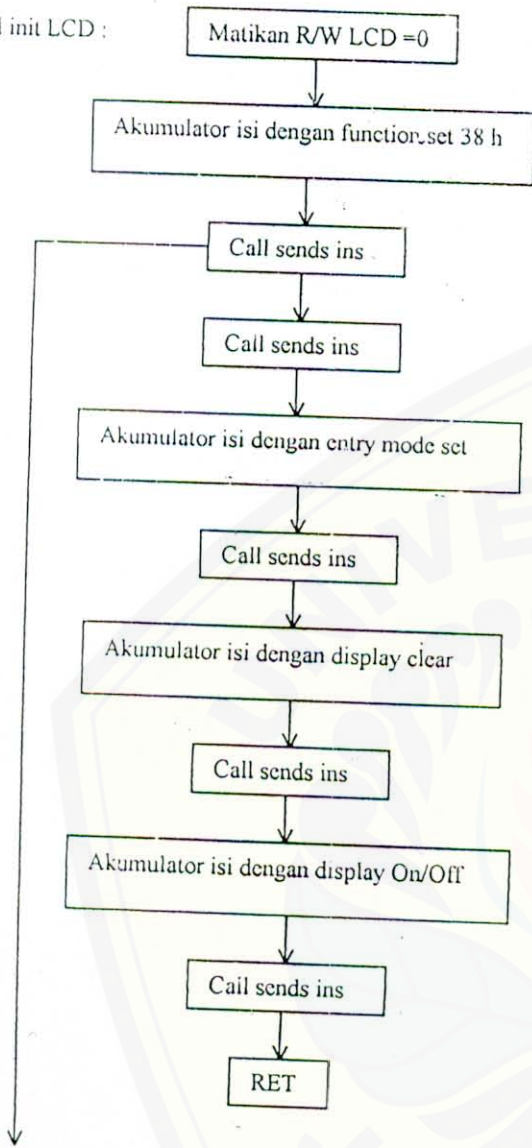 init LCD :
Matikan R/W LCD =0
Akumulator isi dengan function set 38 h
Call sends ins
Call sends ins
Akumulator isi dengan entry mode set
Call sends ins
Akumulator isi dengan display clear
Call sends ins
Akumulator isi dengan display On/Off
Call sends ins
RET